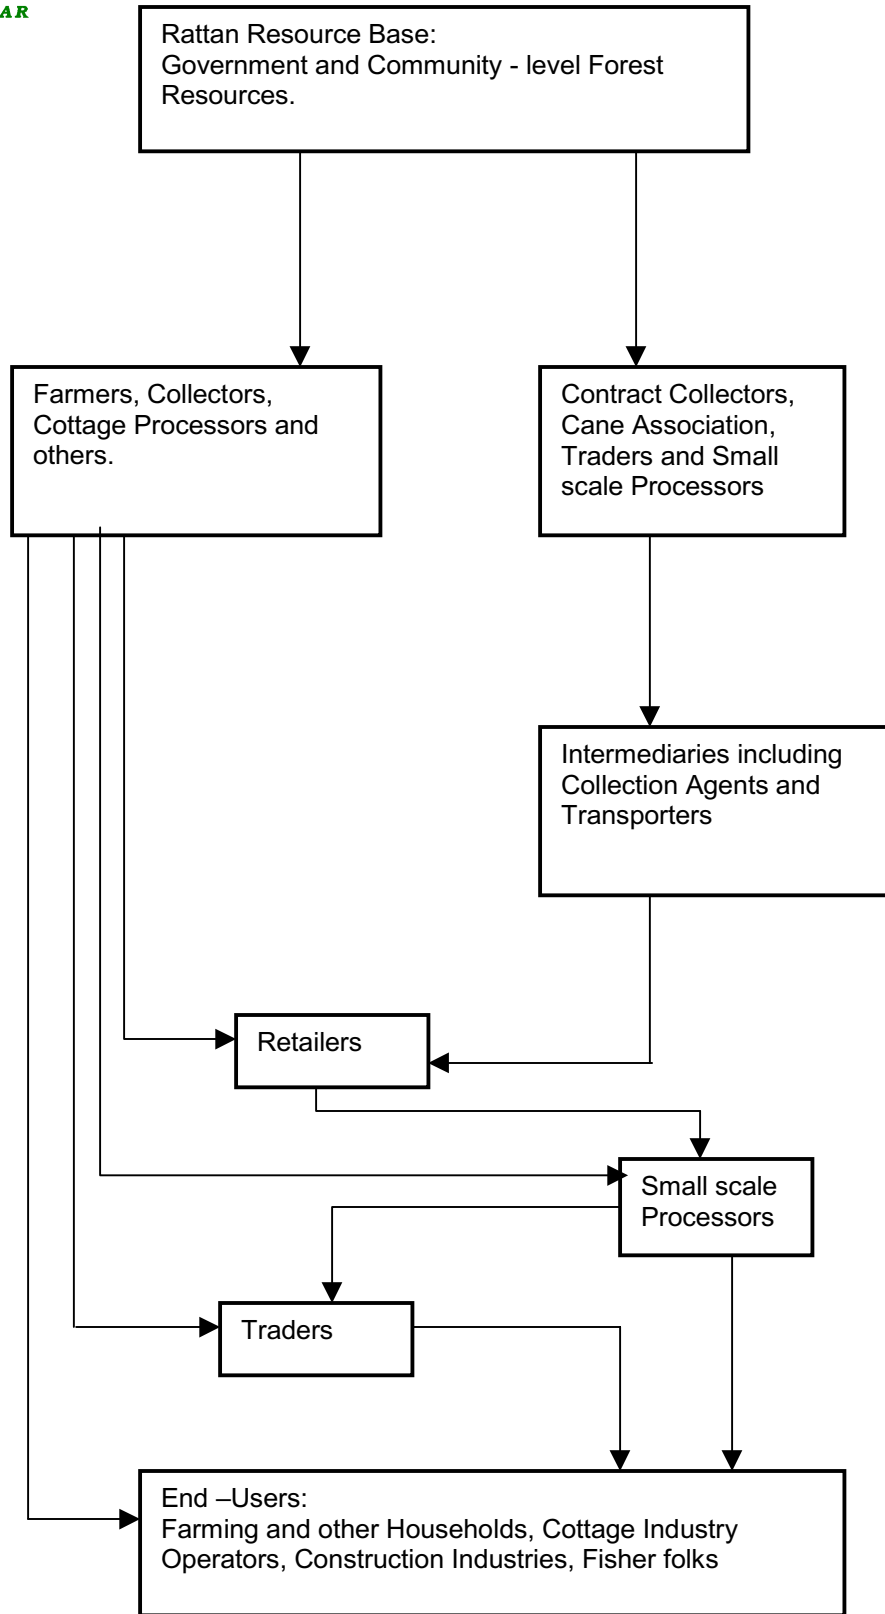 AR
Rattan Resource Base:
Government and Community - level Forest
Resources.
Farmers, Collectors,
Cottage Processors and
others.
Contract Collectors,
Cane Association,
Traders and Small
scale Processors
Intermediaries including
Collection Agents and
Transporters
Retailers
Small scale
Processors
Traders
End –Users:
Farming and other Households, Cottage Industry
Operators, Construction Industries, Fisher folks